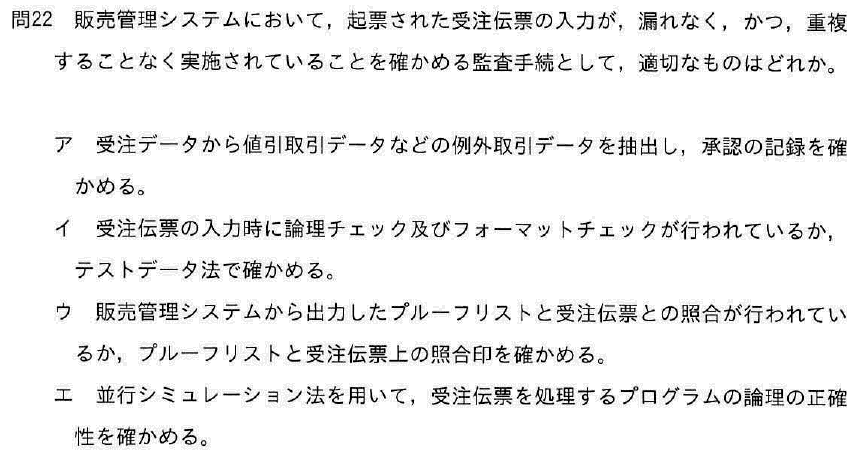 問22 販売管理システムにおいて，起票された受注伝票の入力が，漏れなく，かつ，重複
することなく実施されていることを確かめる監査手続として，適切なものはどれか。
ア 受注データから値引取引データなどの例外取引データを抽出し，承認の記録を確
かめる。
イ 受注伝票の入力時に論理チェック及びフォーマットチェックが行われているか，
テストデータ法で確かめる。
ウ 販売管理システムから出力したプルーフリストと受注伝票との照合が行われてい
るか，プルーフリストと受注伝票上の照合印を確かめる。
エ 並行シミュレーション法を用いて，受注伝票を処理するプログラムの論理の正確
性を確かめる。